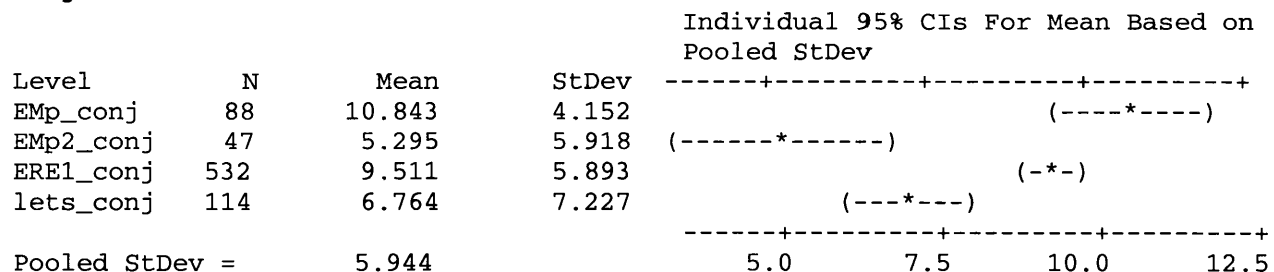 Individual 95% CIs For Mean Based on
Pooled StDev
Level N Mean StDev ------+---------+---------+---------+
EMp_conj 88 10.843 4.152 (----*----)
EMp2_conj 47 5.295 5.918 (------*------)
ERE1_conj 532 9.511 5.893 (-*-)
lets_conj 114 6.764 7.227 (---*---)
------+---------+---------+---------+
Pooled StDev = 5.944 5.0 7.5 10.0 12.5